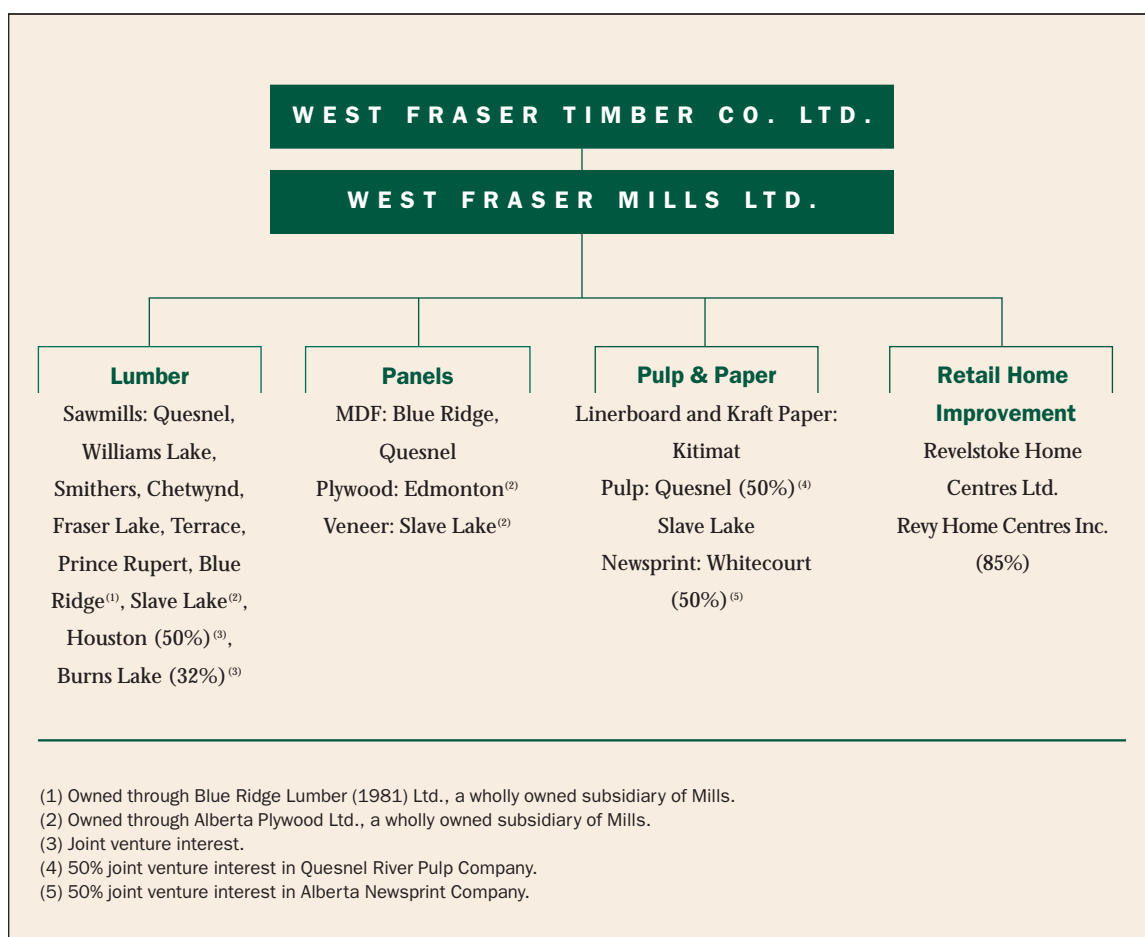 WEST FRASER TIMBER CO. LTD.
WEST FRASER MILLS LTD.
Lumber
Sawmills: Quesnel,
Williams Lake,
Smithers, Chetwynd,
Fraser Lake, Terrace,
Prince Rupert, Blue
Ridge(1), Slave Lake(2),
Houston (50%)(3),
Burns Lake (32%)(3)
Panels
MDF: Blue Ridge,
Quesnel
Plywood: Edmonton(2)
Veneer: Slave Lake(2)
Pulp & Paper
Linerboard and Kraft Paper:
Kitimat
Pulp: Quesnel (50%)(4)
Slave Lake
Newsprint: Whitecourt
(50%)(5)
Retail Home
Improvement
Revelstoke Home
Centres Ltd.
Revy Home Centres Inc.
(85%)
(1) Owned through Blue Ridge Lumber (1981) Ltd., a wholly owned subsidiary of Mills.
(2) Owned through Alberta Plywood Ltd., a wholly owned subsidiary of Mills.
(3) Joint venture interest.
(4) 50% joint venture interest in Quesnel River Pulp Company.
(5) 50% joint venture interest in Alberta Newsprint Company.